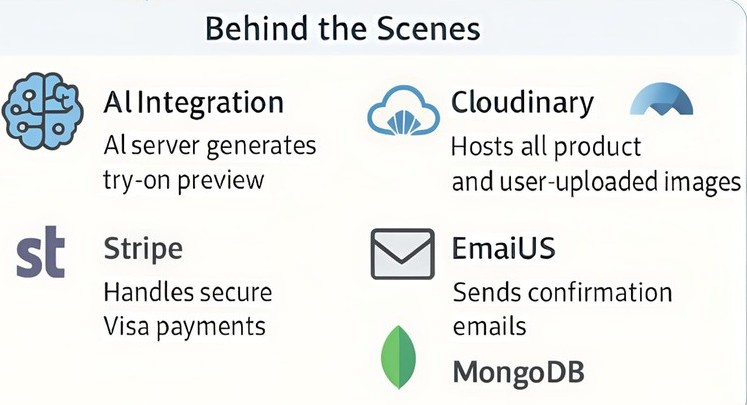 Behind the Scenes
AI Integration
AI server generates
try-on preview
Cloudinary
Hosts all product
and user-uploaded images
st
Stripe
Handles secure
Visa payments
EmaiUS
Sends confirmation
emails
MongoDB